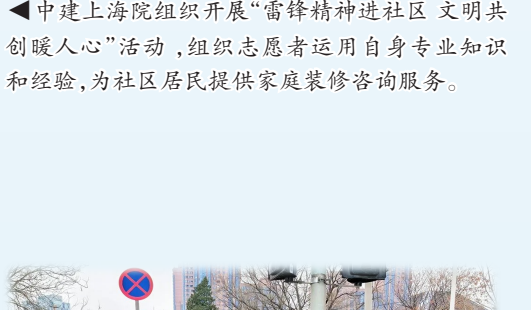 ◀中建上海院组织开展“雷锋精神进社区 文明共
创暖人心”活动,组织志愿者运用自身专业知识
和经验,为社区居民提供家庭装修咨询服务。